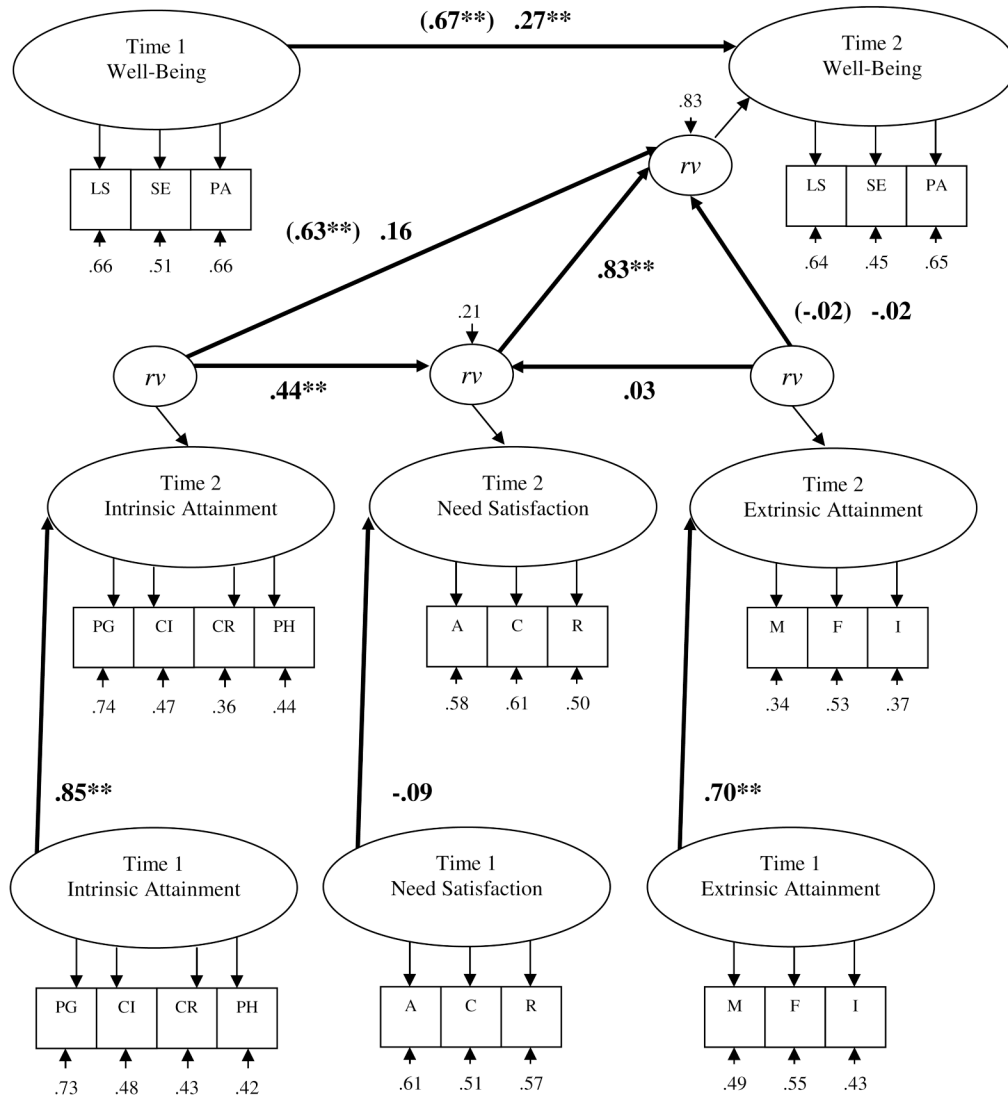 (.67**) .27**
Time 1
Well-Being
Time 2
Well-Being
.83
rv
LS SE PA
LS SE PA
.66 .51 .66
.64 .45 .65
(.63**) .16
.83**
(-.02) -.02
.21
rv
rv
rv
.44**
.03
Time 2
Intrinsic Attainment
Time 2
Need Satisfaction
Time 2
Extrinsic Attainment
PG CI CR PH
A C R
M F I
.74 .47 .36 .44
.58 .61 .50
.34 .53 .37
.85**
-.09
.70**
Time 1
Intrinsic Attainment
Time 1
Need Satisfaction
Time 1
Extrinsic Attainment
PG CI CR PH
A C R
M F I
.73 .48 .43 .42
.61 .51 .57
.49 .55 .43